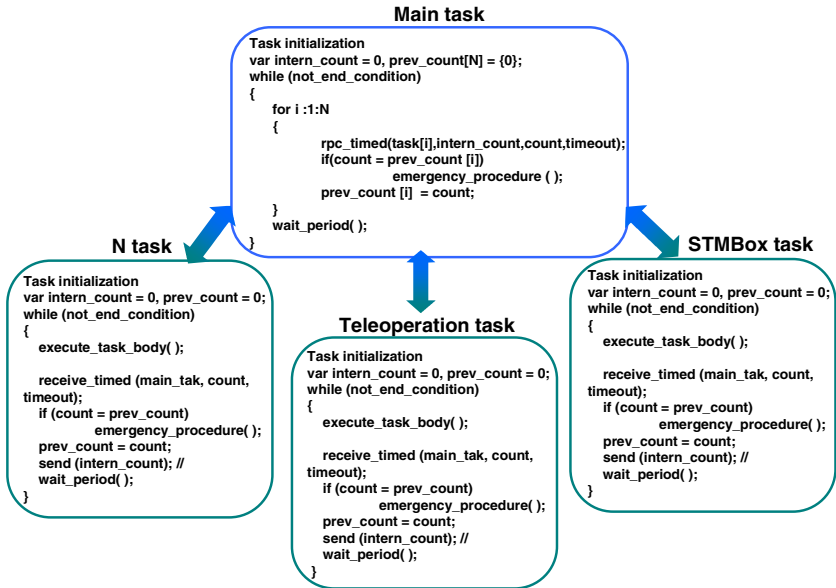 Main task
Task initialization
var intern_count = 0, prev_count[N] = {0};
while (not_end_condition)
{
for i :1:N
{
rpc_timed(task[i],intern_count,count,timeout);
if(count = prev_count [i])
emergency_procedure ( );
prev_count [i] = count;
}
wait_period( );
}
N task
Task initialization
var intern_count = 0, prev_count = 0;
while (not_end_condition)
{
execute_task_body( );
receive_timed (main_tak, count,
timeout);
if (count = prev_count)
emergency_procedure( );
prev_count = count;
send (intern_count); //
wait_period( );
}
Teleoperation task
Task initialization
var intern_count = 0, prev_count = 0;
while (not_end_condition)
{
execute_task_body( );
receive_timed (main_tak, count,
timeout);
if (count = prev_count)
emergency_procedure( );
prev_count = count;
send (intern_count); //
wait_period( );
}
STMBox task
Task initialization
var intern_count = 0, prev_count = 0;
while (not_end_condition)
{
execute_task_body( );
receive_timed (main_tak, count,
timeout);
if (count = prev_count)
emergency_procedure( );
prev_count = count;
send (intern_count); //
wait_period( );
}